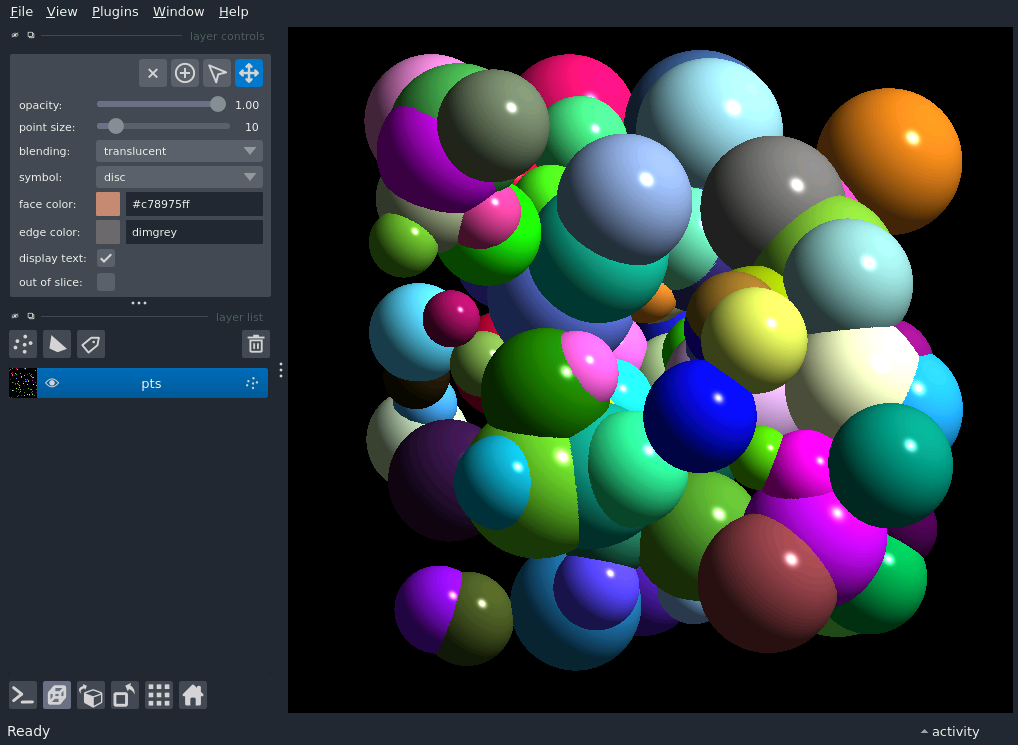 File View Plugins Window Help
layer controls
opacity: 1.00
point size: 10
blending: translucent
symbol: disc
face color: #c78975ff
edge color: dimgrey
display text:
out of slice:
layer list
pts
Ready
activity